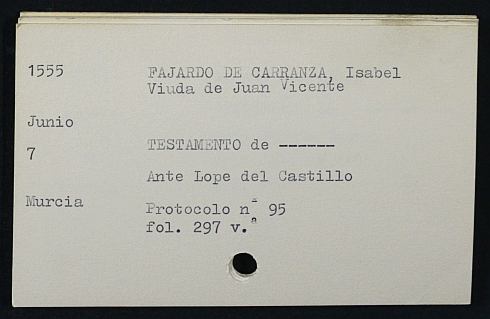 1555 FAJARDO DE CARRANZA, Isabel
Viuda de Juan Vicente
Junio
7 TESTAMENTO de ------
Ante Lope del Castillo
Murcia Protocolo nº 95
fol. 297 v.º